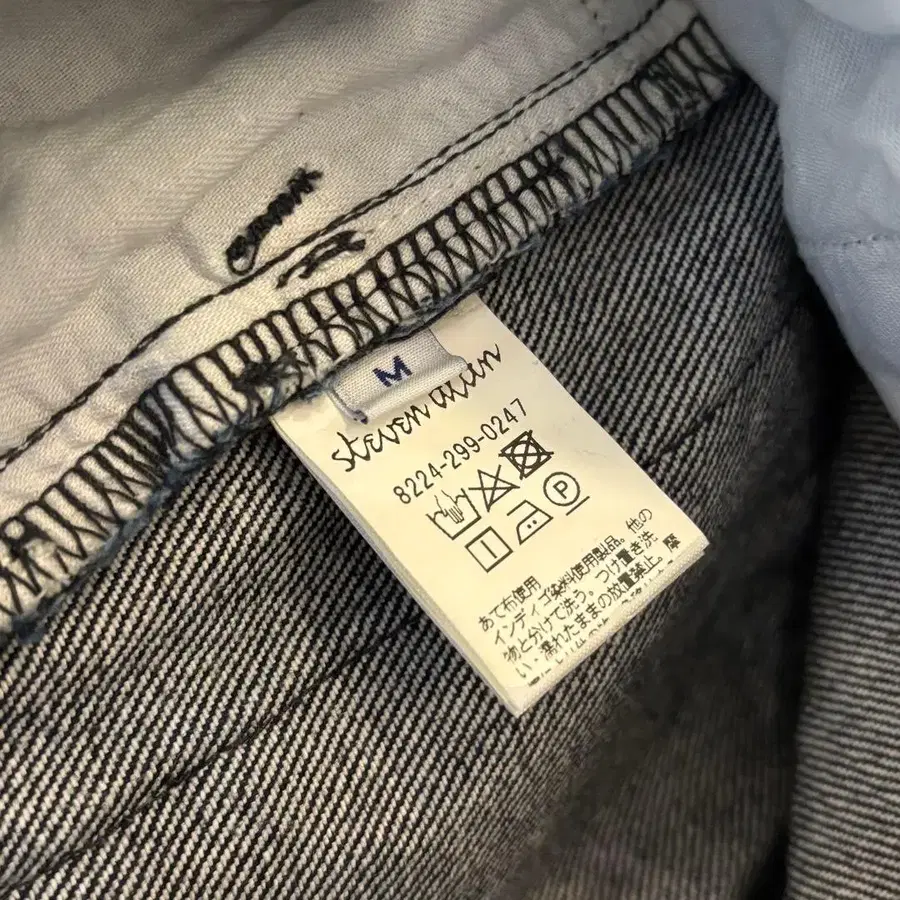 M
steven alan
8224-299-0247
P
あて布使用
インディゴ染料使用製品。他の
物と分けて洗う。つけ置き洗
い・濡れたままの放置禁止。摩